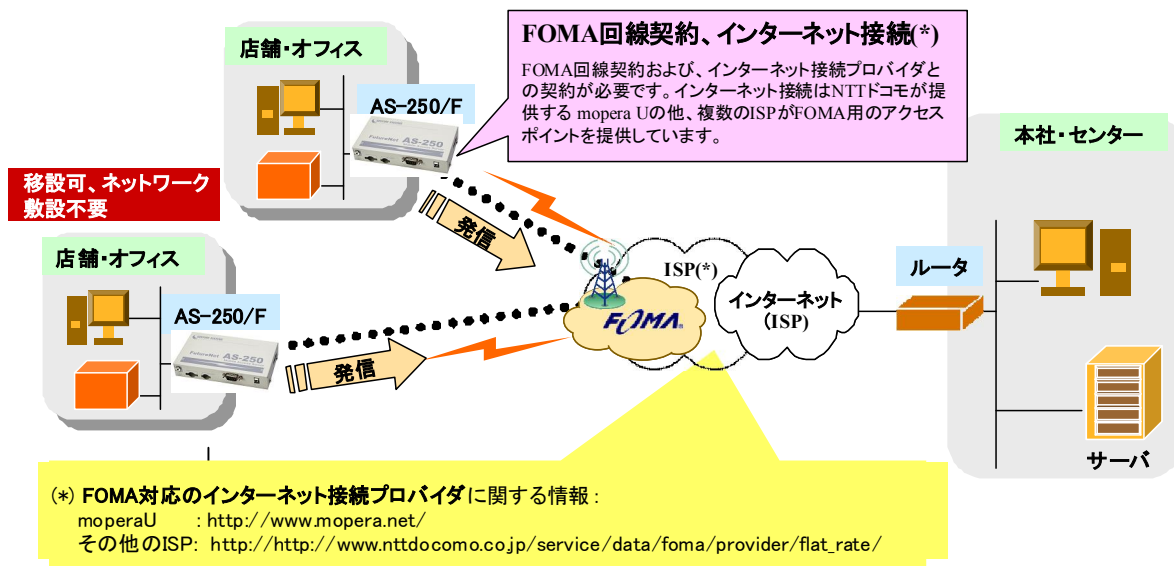 FOMA回線契約、インターネット接続(*)
FOMA回線契約および、インターネット接続プロバイダと
の契約が必要です。インターネット接続はNTTドコモが提
供する mopera Uの他、複数のISPがFOMA用のアクセス
ポイントを提供しています。
店舗・オフィス
AS-250/F
FutureNet AS-250
発信
移設可、ネットワーク
敷設不要
店舗・オフィス
AS-250/F
FutureNet AS-250
発信
ISP(*)
FOMA
インターネット
(ISP)
ルータ
本社・センター
サーバ
(*) FOMA対応のインターネット接続プロバイダに関する情報:
moperaU : http://www.mopera.net/
その他のISP: http://http://www.nttdocomo.co.jp/service/data/foma/provider/flat_rate/